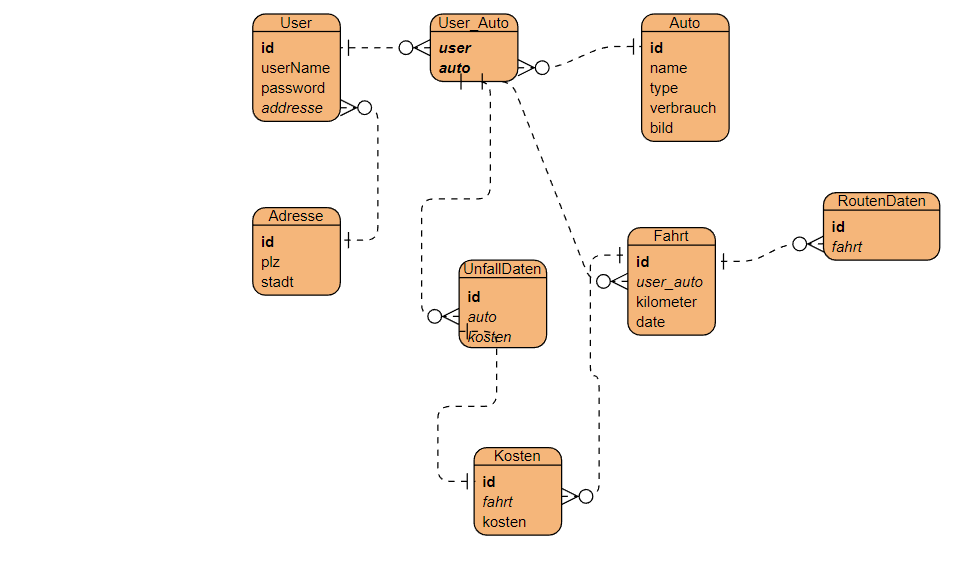 User
id
userName
password
addresse
User_Auto
user
auto
Auto
id
name
type
verbrauch
bild
Adresse
id
plz
stadt
RoutenDaten
id
fahrt
Fahrt
id
user_auto
kilometer
date
UnfallDaten
id
auto
kosten
Kosten
id
fahrt
kosten